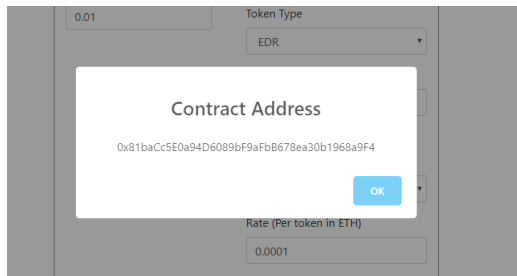 0.01
Token Type
EDR
Contract Address
0x81baCc5E0a94D6089bF9aFbB678ea30b1968a9F4
OK
Rate (Per token in ETH)
0.0001